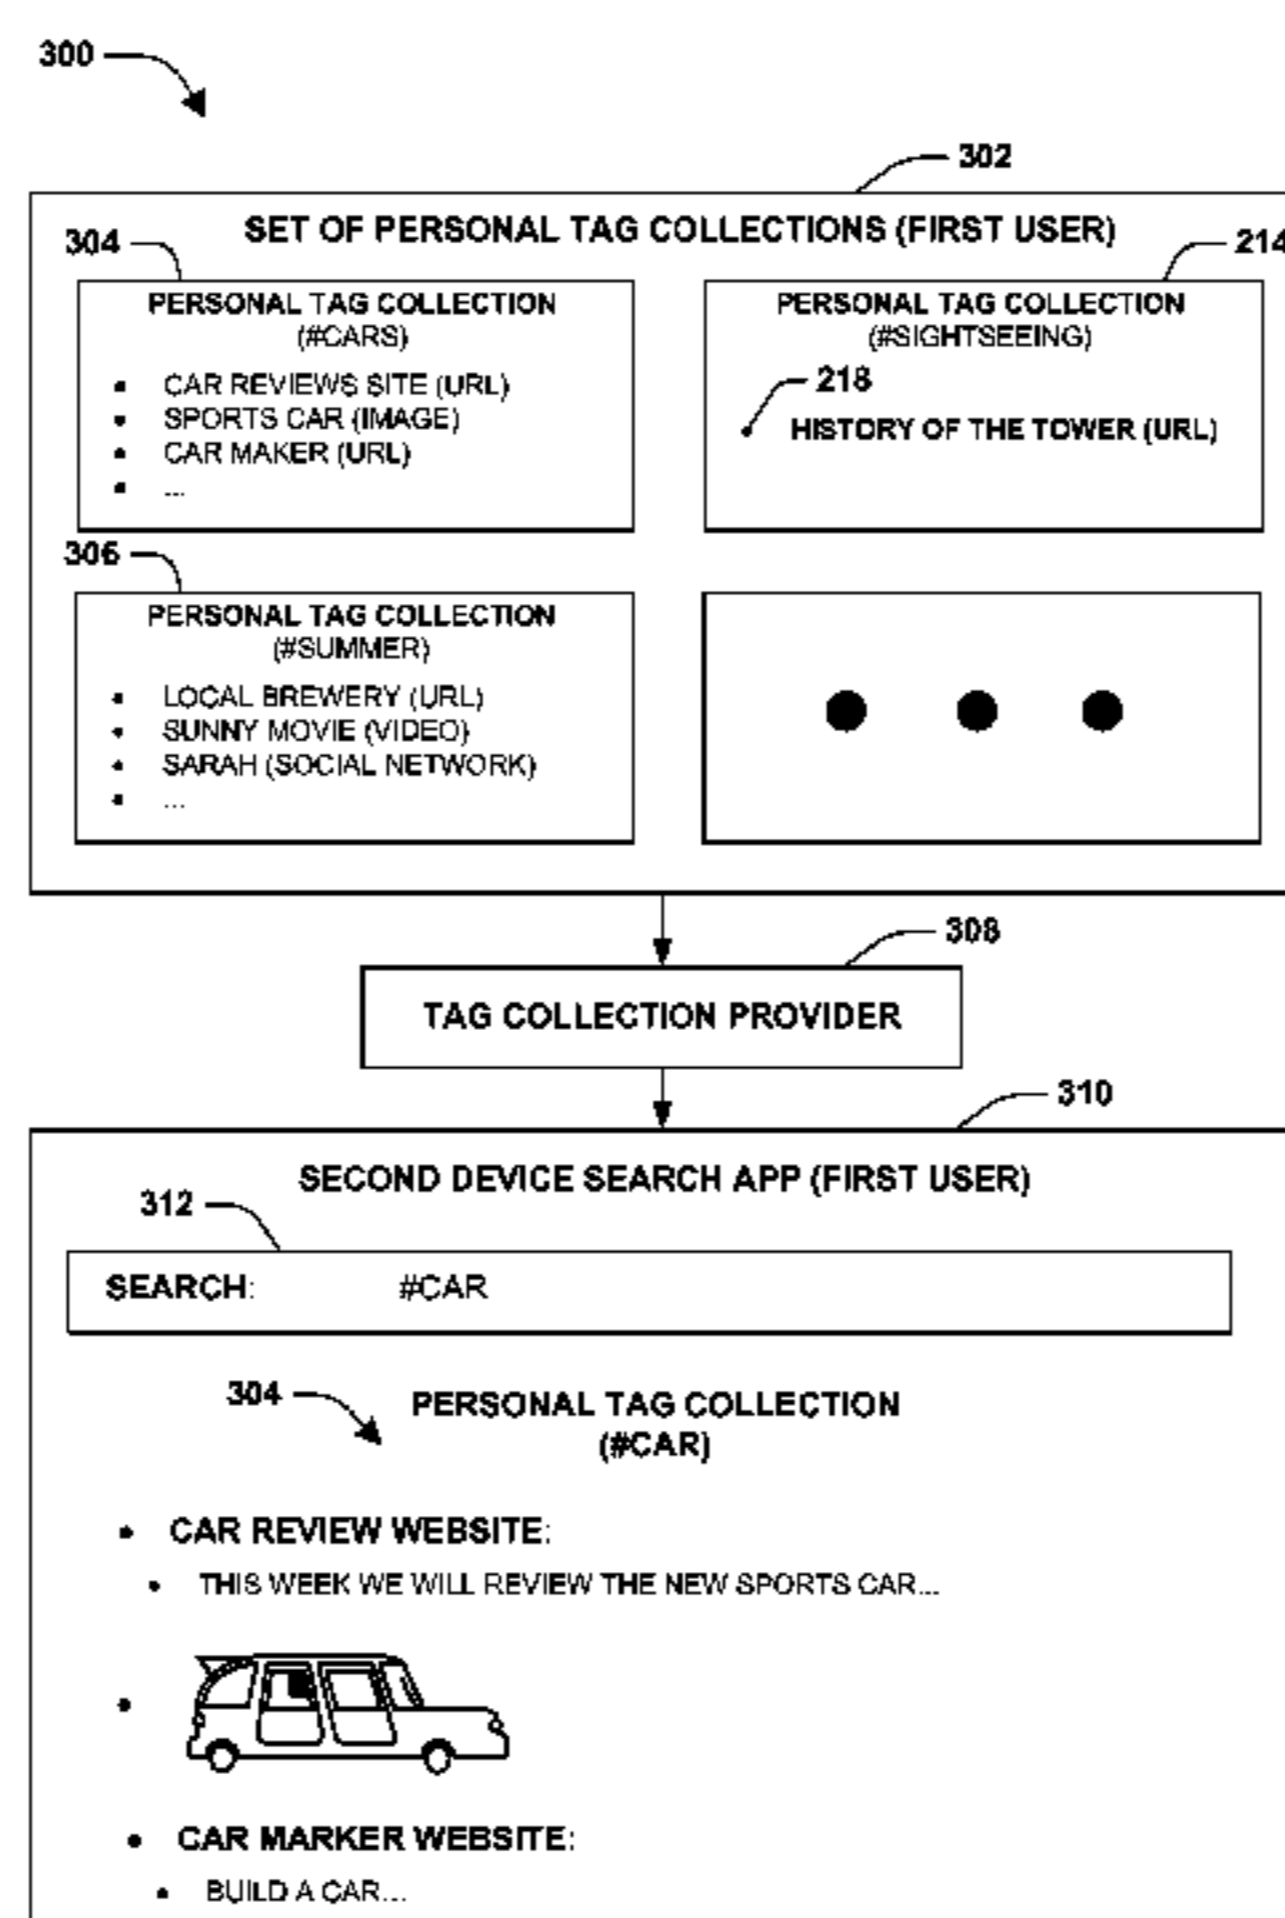 300
302
SET OF PERSONAL TAG COLLECTIONS (FIRST USER)
304
214
PERSONAL TAG COLLECTION
(#CARS)
• CAR REVIEWS SITE (URL)
• SPORTS CAR (IMAGE)
• CAR MAKER (URL)
• ...
PERSONAL TAG COLLECTION
(#SIGHTSEEING)
218
• HISTORY OF THE TOWER (URL)
306
PERSONAL TAG COLLECTION
(#SUMMER)
• LOCAL BREWERY (URL)
• SUNNY MOVIE (VIDEO)
• SARAH (SOCIAL NETWORK)
• ...
308
TAG COLLECTION PROVIDER
310
SECOND DEVICE SEARCH APP (FIRST USER)
312
SEARCH: #CAR
304
PERSONAL TAG COLLECTION
(#CAR)
• CAR REVIEW WEBSITE:
• THIS WEEK WE WILL REVIEW THE NEW SPORTS CAR...
• CAR MARKER WEBSITE:
• BUILD A CAR...